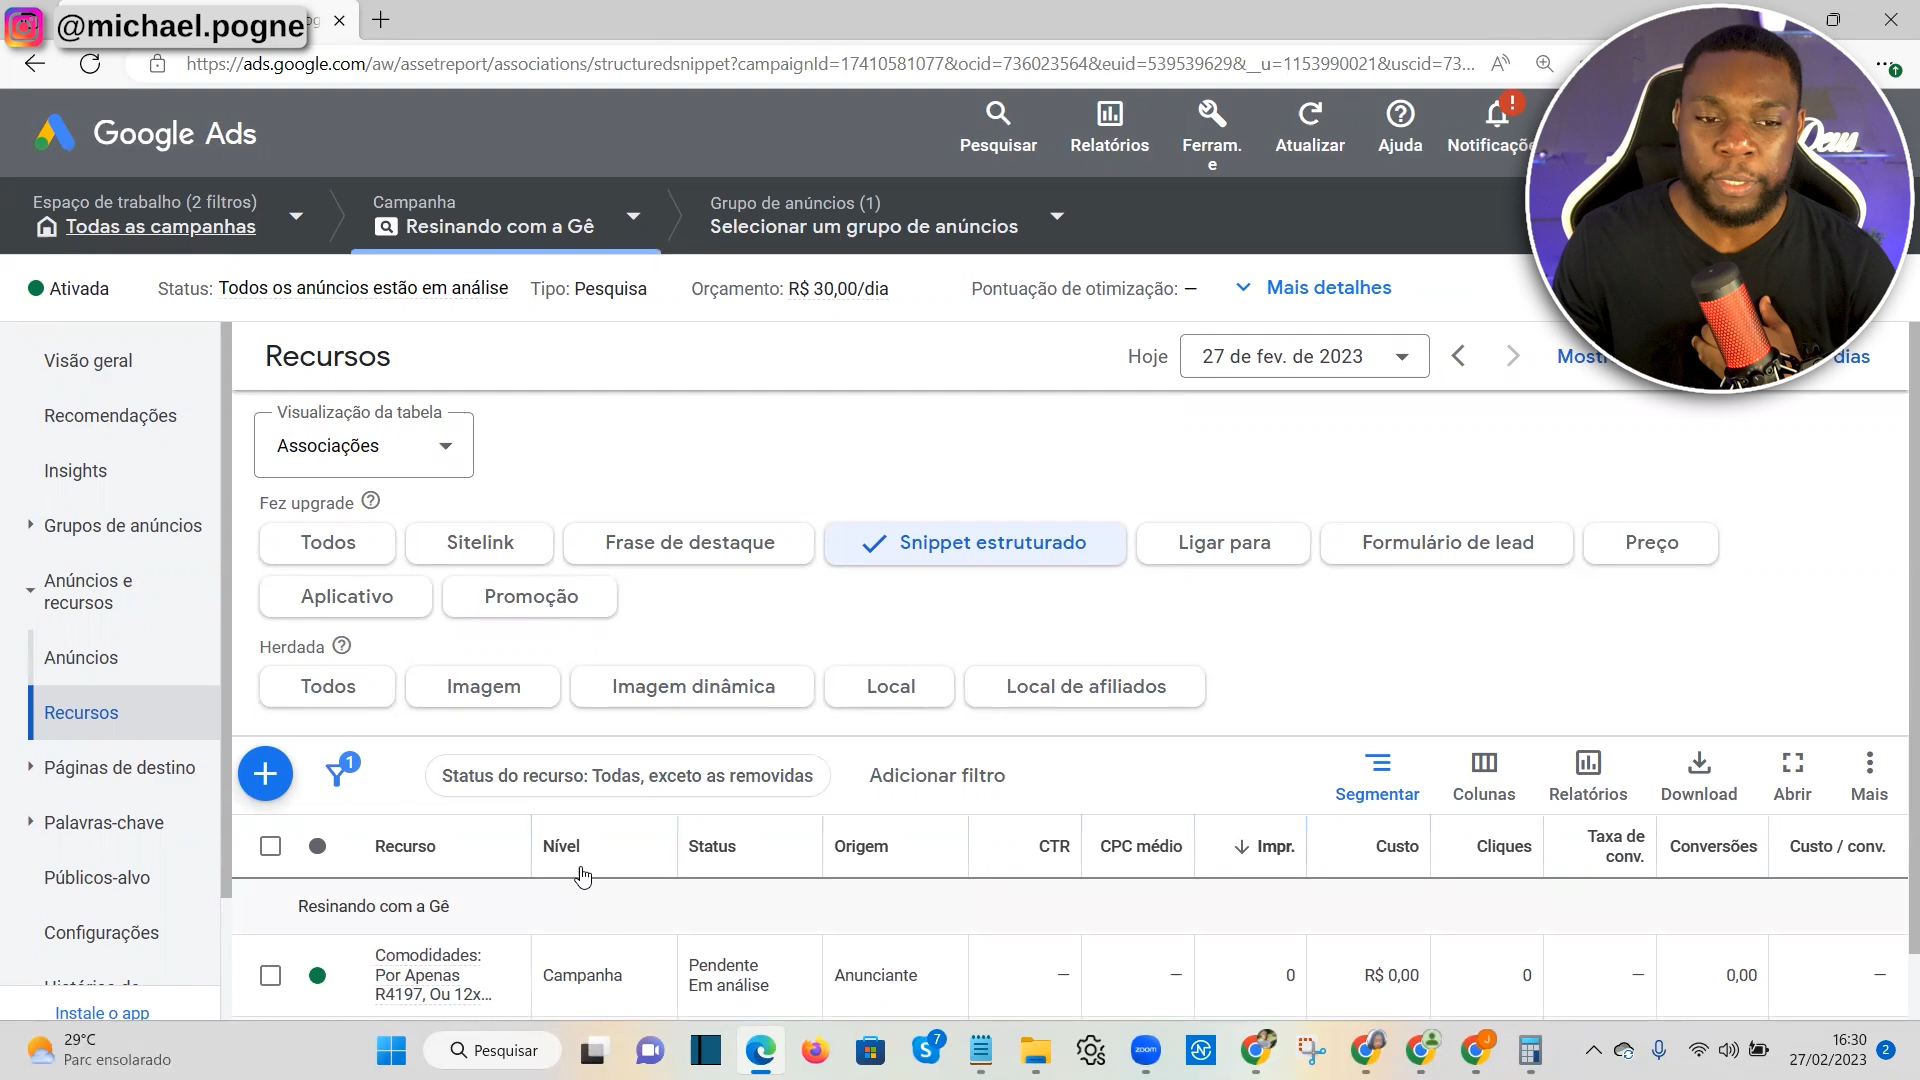 @michael.pogne
https://ads.google.com/aw/assetreport/associations/structuredsnippet?campaignId=17410581077&ocid=736023564&euid=539539629&__u=1153990021&uscid=73...
Google Ads
Pesquisar
Relatórios
Ferram. e
Atualizar
Ajuda
Notificaçõe
Espaço de trabalho (2 filtros)
Todas as campanhas
Campanha
Resinando com a Gê
Grupo de anúncios (1)
Selecionar um grupo de anúncios
Ativada
Status: Todos os anúncios estão em análise
Tipo: Pesquisa
Orçamento: R$ 30,00/dia
Pontuação de otimização: –
Mais detalhes
Deus
Visão geral
Recomendações
Insights
Grupos de anúncios
Anúncios e
recursos
Anúncios
Recursos
Páginas de destino
Palavras-chave
Públicos-alvo
Configurações
Instale o app
Recursos
Hoje
27 de fev. de 2023
dias
Visualização da tabela
Associações
Fez upgrade
Todos
Sitelink
Frase de destaque
Snippet estruturado
Ligar para
Formulário de lead
Preço
Aplicativo
Promoção
Herdada
Todos
Imagem
Imagem dinâmica
Local
Local de afiliados
1
Status do recurso: Todas, exceto as removidas
Adicionar filtro
Segmentar
Colunas
Relatórios
Download
Abrir
Mais
Recurso
Nível
Status
Origem
CTR
CPC médio
Impr.
Custo
Cliques
Taxa de
conv.
Conversões
Custo / conv.
Resinando com a Gê
Comodidades:
Por Apenas
R4197, Ou 12x...
Campanha
Pendente
Em análise
Anunciante
–
–
0
R$ 0,00
0
–
0,00
–
29°C
Parc ensolarado
Pesquisar
7
zoom
16:30
27/02/2023
2